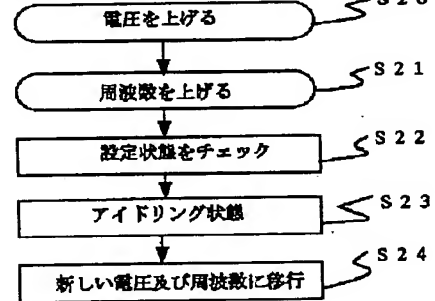 電圧を上げる
周波数を上げる
S21
設定状態をチェック
S22
アイドリング状態
S23
新しい電圧及び周波数に移行
S24